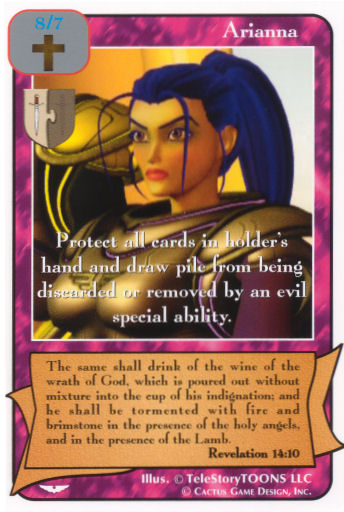 8/7
Arianna
Protect all cards in holder's
hand and draw pile from being
discarded or removed by an evil
special ability.
The same shall drink of the wine of the
wrath of God, which is poured out without
mixture into the cup of his indignation; and
he shall be tormented with fire and
brimstone in the presence of the holy angels,
and in the presence of the Lamb.
Revelation 14:10
Illus. © TeleStoryTOONS LLC
© Cactus Game Design, Inc.